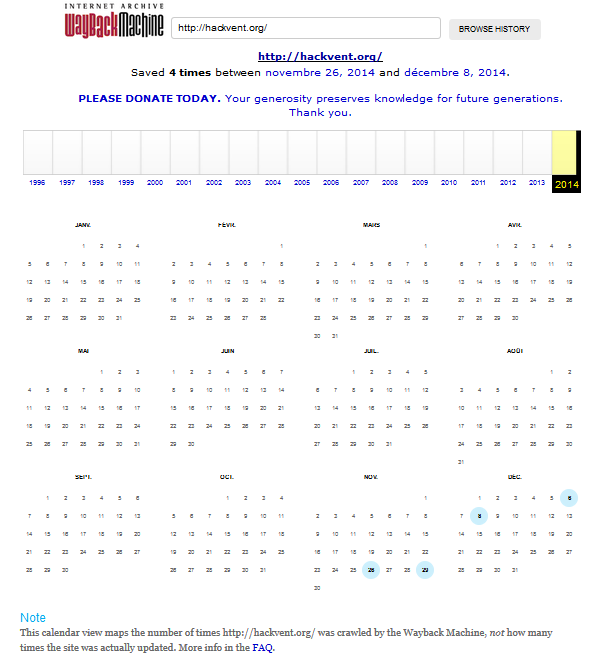 INTERNET ARCHIVE
WayBackMachine
http://hackvent.org/
BROWSE HISTORY
http://hackvent.org/
Saved 4 times between novembre 26, 2014 and décembre 8, 2014.
PLEASE DONATE TODAY. Your generosity preserves knowledge for future generations.
Thank you.
1996 1997 1998 1999 2000 2001 2002 2003 2004 2005 2006 2007 2008 2009 2010 2011 2012 2013 2014
JANV.
1 2 3 4
5 6 7 8 9 10 11
12 13 14 15 16 17 18
19 20 21 22 23 24 25
26 27 28 29 30 31
FÉVR.
1
2 3 4 5 6 7 8
9 10 11 12 13 14 15
16 17 18 19 20 21 22
23 24 25 26 27 28
MARS
1
2 3 4 5 6 7 8
9 10 11 12 13 14 15
16 17 18 19 20 21 22
23 24 25 26 27 28 29
30 31
AVR.
1 2 3 4 5
6 7 8 9 10 11 12
13 14 15 16 17 18 19
20 21 22 23 24 25 26
27 28 29 30
MAI
1 2 3
4 5 6 7 8 9 10
11 12 13 14 15 16 17
18 19 20 21 22 23 24
25 26 27 28 29 30 31
JUIN
1 2 3 4 5 6 7
8 9 10 11 12 13 14
15 16 17 18 19 20 21
22 23 24 25 26 27 28
29 30
JUIL.
1 2 3 4 5
6 7 8 9 10 11 12
13 14 15 16 17 18 19
20 21 22 23 24 25 26
27 28 29 30 31
AOÛT
1 2
3 4 5 6 7 8 9
10 11 12 13 14 15 16
17 18 19 20 21 22 23
24 25 26 27 28 29 30
31
SEPT.
1 2 3 4 5 6
7 8 9 10 11 12 13
14 15 16 17 18 19 20
21 22 23 24 25 26 27
28 29 30
OCT.
1 2 3 4
5 6 7 8 9 10 11
12 13 14 15 16 17 18
19 20 21 22 23 24 25
26 27 28 29 30 31
NOV.
1
2 3 4 5 6 7 8
9 10 11 12 13 14 15
16 17 18 19 20 21 22
23 24 25 26 27 28 29
30
DÉC.
1 2 3 4 5 6
7 8 9 10 11 12 13
14 15 16 17 18 19 20
21 22 23 24 25 26 27
28 29 30 31
Note
This calendar view maps the number of times http://hackvent.org/ was crawled by the Wayback Machine, not how many
times the site was actually updated. More info in the FAQ.